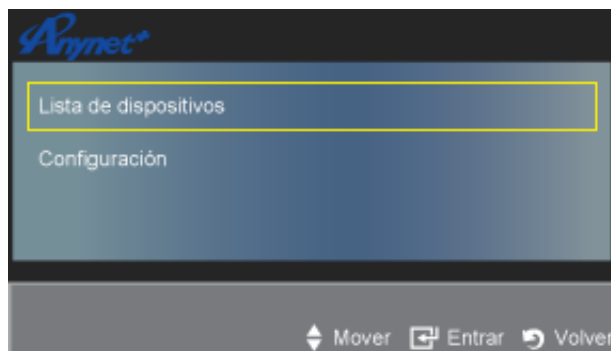 Anynet+
Lista de dispositivos
Configuración
Mover Entrar Volver